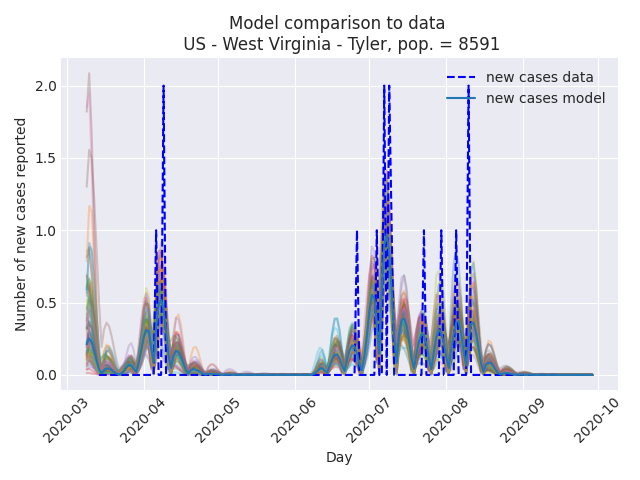 Model comparison to data
US - West Virginia - Tyler, pop. = 8591
new cases data
new cases model
Number of new cases reported
2.0
1.5
1.0
0.5
0.0
2020-03
2020-04
2020-05
2020-06
2020-07
2020-08
2020-09
2020-10
Day